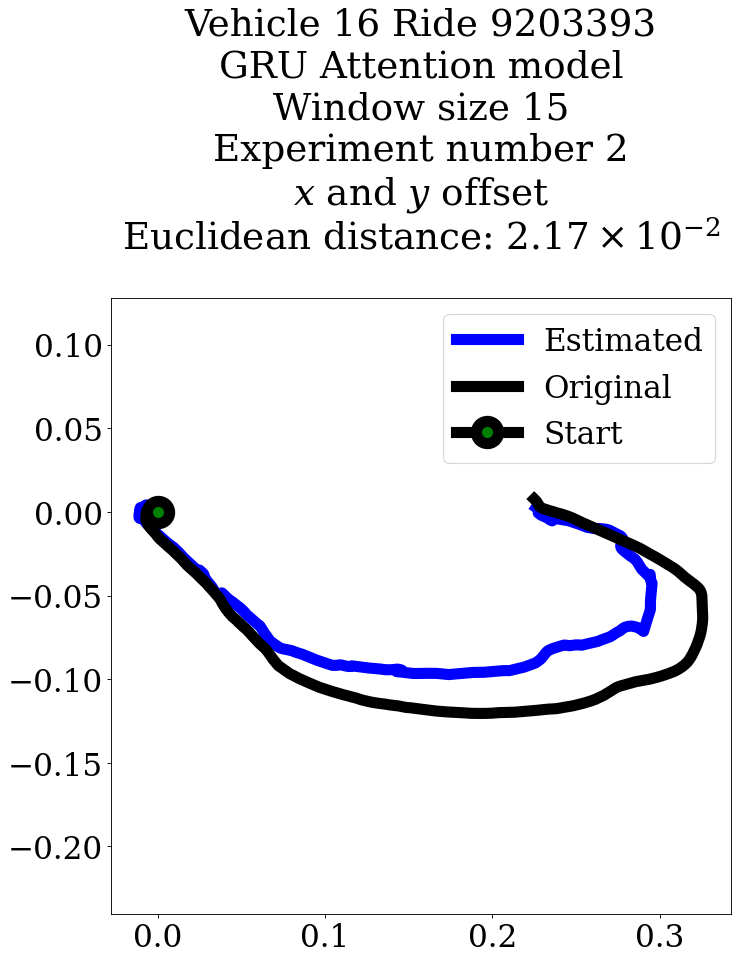 Vehicle 16 Ride 9203393
GRU Attention model
Window size 15
Experiment number 2
x and y offset
Euclidean distance: 2.17 × 10⁻²
Estimated
Original
Start
0.10
0.05
0.00
−0.05
−0.10
−0.15
−0.20
0.0 0.1 0.2 0.3